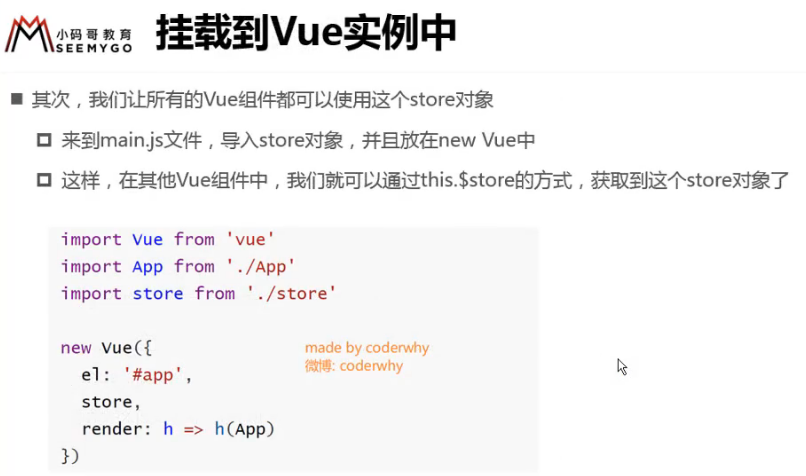 小码哥教育
SEEMYGO
挂载到Vue实例中
其次，我们让所有的Vue组件都可以使用这个store对象
来到main.js文件，导入store对象，并且放在new Vue中
这样，在其他Vue组件中，我们就可以通过this.$store的方式，获取到这个store对象了
import Vue from 'vue'
import App from './App'
import store from './store'
new Vue({
  el: '#app',
  store,
  render: h => h(App)
})
made by coderwhy
微博: coderwhy